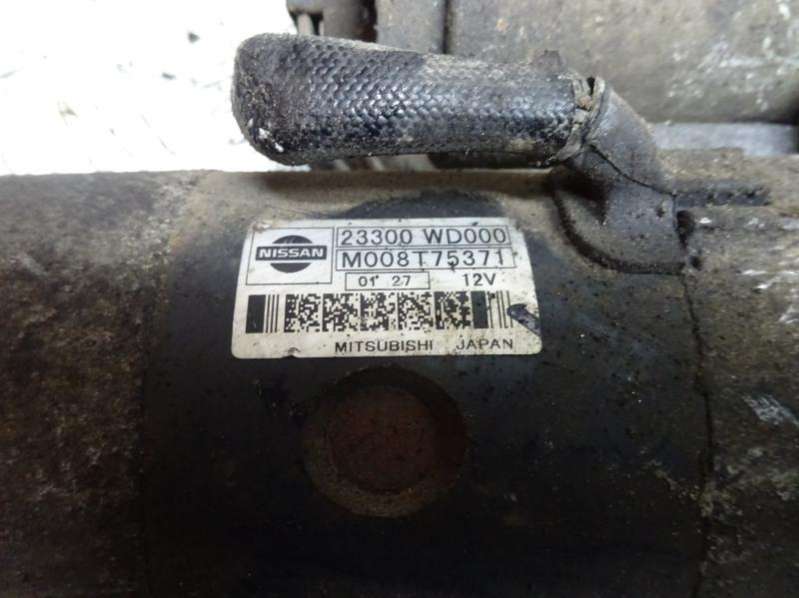 NISSAN
23300 WD000
M008T75371
01' 27 12V
MITSUBISHI JAPAN